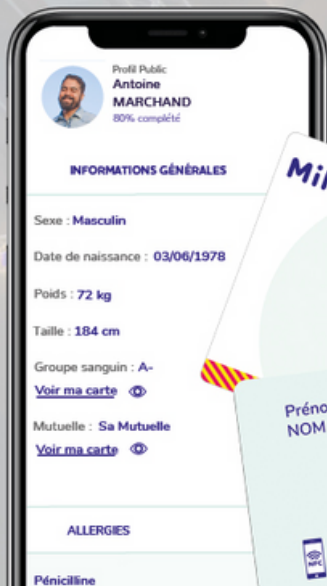 Profil Public
Antoine
MARCHAND
80% complété
INFORMATIONS GÉNÉRALES
Sexe : Masculin
Date de naissance : 03/06/1978
Poids : 72 kg
Taille : 184 cm
Groupe sanguin : A-
Voir ma carte
Mutuelle : Sa Mutuelle
Voir ma carte
ALLERGIES
Pénicilline
Mil
Préno
NOM
NFC